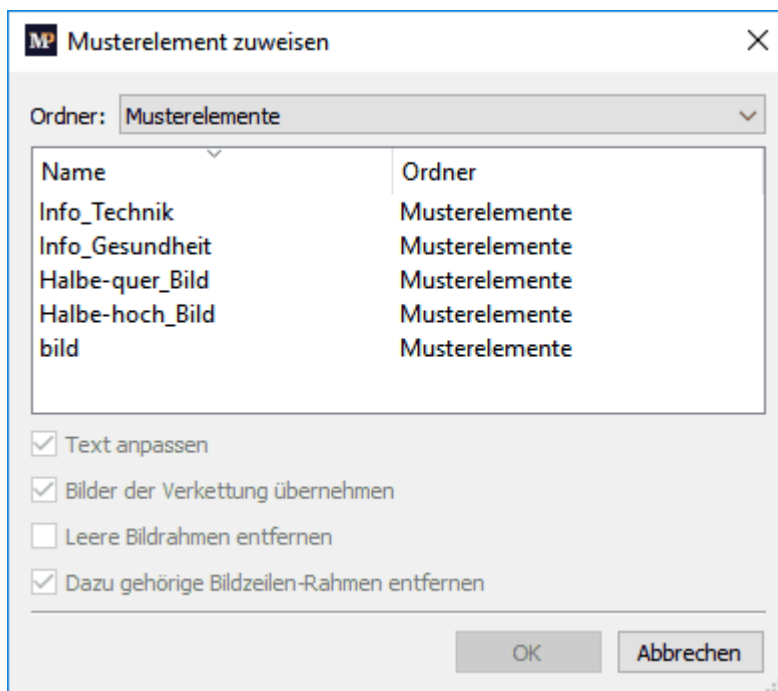 MP Musterelement zuweisen
Ordner: Musterelemente
Name Ordner
Info_Technik Musterelemente
Info_Gesundheit Musterelemente
Halbe-quer_Bild Musterelemente
Halbe-hoch_Bild Musterelemente
bild Musterelemente
Text anpassen
Bilder der Verkettung übernehmen
Leere Bildrahmen entfernen
Dazu gehörige Bildzeilen-Rahmen entfernen
OK Abbrechen